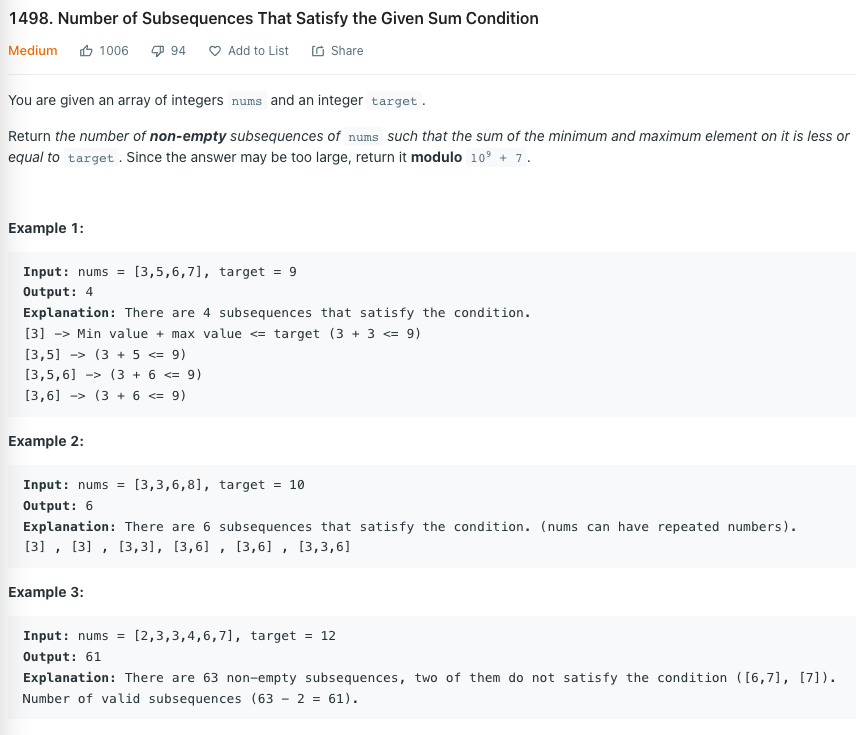 1498. Number of Subsequences That Satisfy the Given Sum Condition
Medium 1006 94 Add to List Share
You are given an array of integers nums and an integer target.
Return the number of non-empty subsequences of nums such that the sum of the minimum and maximum element on it is less or
equal to target. Since the answer may be too large, return it modulo 10⁹ + 7.
Example 1:
Input: nums = [3,5,6,7], target = 9
Output: 4
Explanation: There are 4 subsequences that satisfy the condition.
[3] -> Min value + max value <= target (3 + 3 <= 9)
[3,5] -> (3 + 5 <= 9)
[3,5,6] -> (3 + 6 <= 9)
[3,6] -> (3 + 6 <= 9)
Example 2:
Input: nums = [3,3,6,8], target = 10
Output: 6
Explanation: There are 6 subsequences that satisfy the condition. (nums can have repeated numbers).
[3] , [3] , [3,3], [3,6] , [3,6] , [3,3,6]
Example 3:
Input: nums = [2,3,3,4,6,7], target = 12
Output: 61
Explanation: There are 63 non-empty subsequences, two of them do not satisfy the condition ([6,7], [7]).
Number of valid subsequences (63 - 2 = 61).